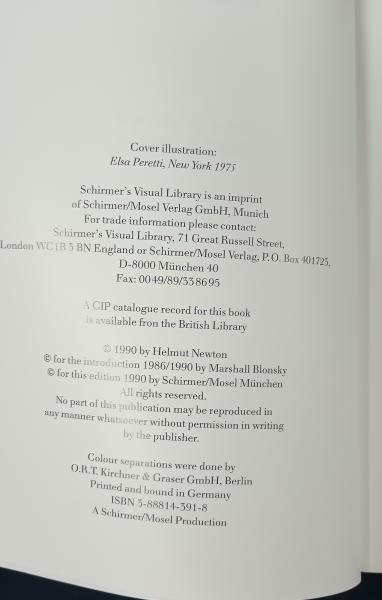 Cover illustration:
Elsa Peretti, New York 1975
Schirmer's Visual Library is an imprint
of Schirmer/Mosel Verlag GmbH, Munich
For trade information please contact:
Schirmer's Visual Library, 71 Great Russell Street,
London WC1B 3 BN England or Schirmer/Mosel Verlag, P.O. Box 401723,
D-8000 München 40
Fax: 0049/89/338695
A CIP catalogue record for this book
is available fron the British Library
© 1990 by Helmut Newton
© for the introduction 1986/1990 by Marshall Blonsky
© for this edition 1990 by Schirmer/Mosel München
All rights reserved.
No part of this publication may be reproduced in
any manner whatsoever without permission in writing
by the publisher.
Colour separations were done by
O.R.T. Kirchner & Graser GmbH, Berlin
Printed and bound in Germany
ISBN 3-88814-391-8
A Schirmer/Mosel Production